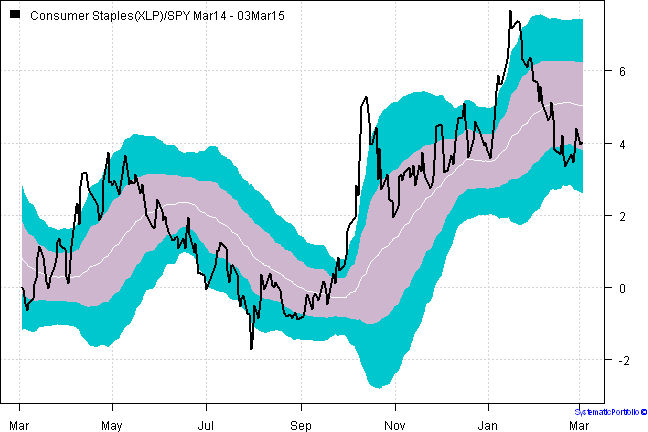 Consumer Staples(XLP)/SPY Mar14 - 03Mar15
6
4
2
0
-2
Mar May Jul Sep Nov Jan Mar
SystematicPortfolio ©